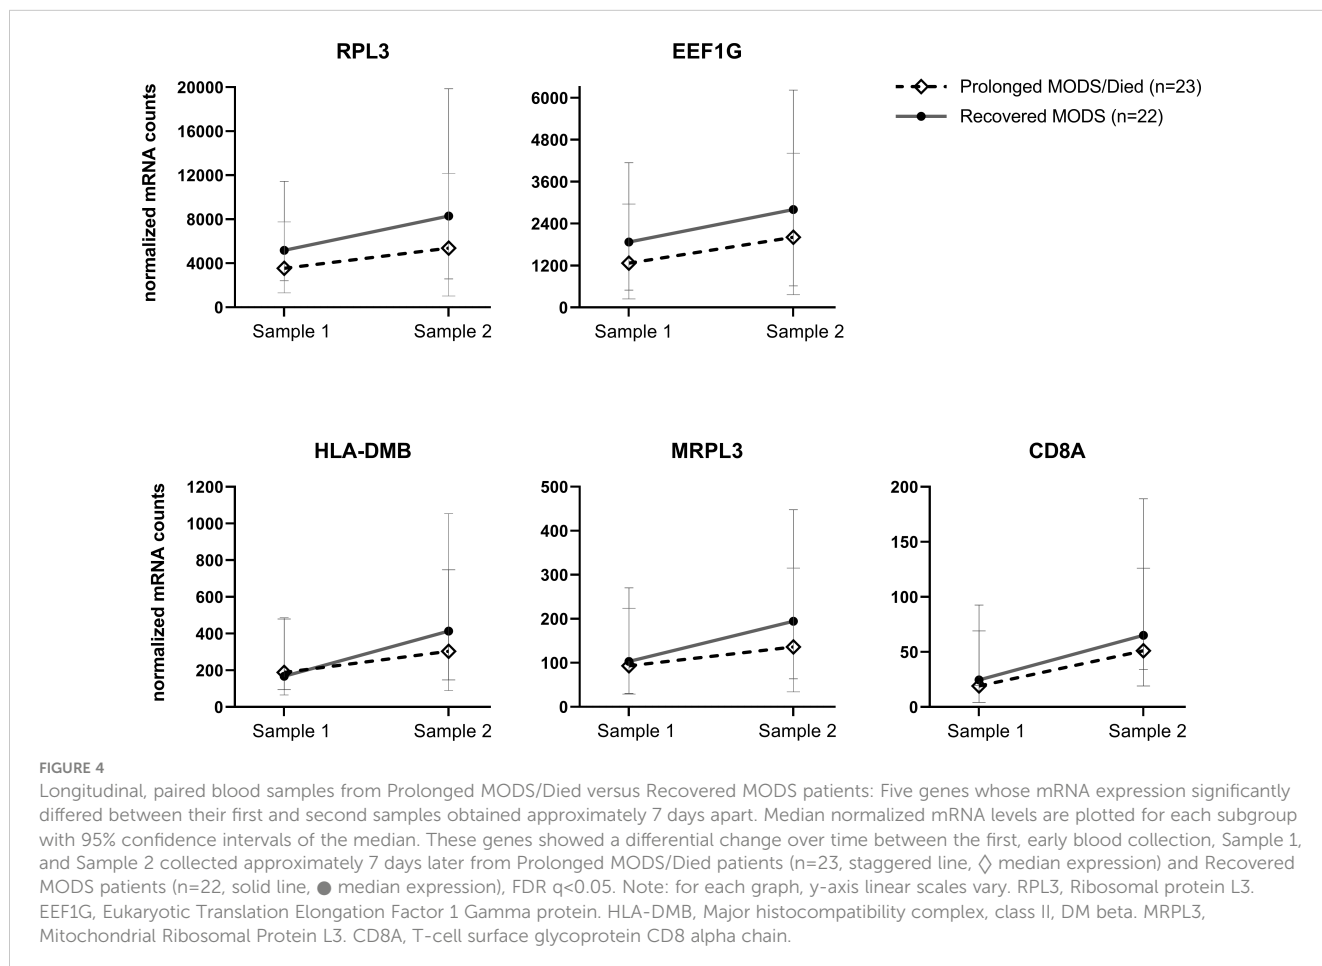 RPL3
EEF1G
normalized mRNA counts
20000
16000
12000
8000
4000
0
Sample 1
Sample 2
6000
4800
3600
2400
1200
0
Sample 1
Sample 2
Prolonged MODS/Died (n=23)
Recovered MODS (n=22)
HLA-DMB
MRPL3
CD8A
normalized mRNA counts
1200
1000
800
600
400
200
0
Sample 1
Sample 2
500
400
300
200
100
0
Sample 1
Sample 2
200
150
100
50
0
Sample 1
Sample 2
FIGURE 4
Longitudinal, paired blood samples from Prolonged MODS/Died versus Recovered MODS patients: Five genes whose mRNA expression significantly
differed between their first and second samples obtained approximately 7 days apart. Median normalized mRNA levels are plotted for each subgroup
with 95% confidence intervals of the median. These genes showed a differential change over time between the first, early blood collection, Sample 1,
and Sample 2 collected approximately 7 days later from Prolonged MODS/Died patients (n=23, staggered line, ◊ median expression) and Recovered
MODS patients (n=22, solid line, ● median expression), FDR q<0.05. Note: for each graph, y-axis linear scales vary. RPL3, Ribosomal protein L3.
EEF1G, Eukaryotic Translation Elongation Factor 1 Gamma protein. HLA-DMB, Major histocompatibility complex, class II, DM beta. MRPL3,
Mitochondrial Ribosomal Protein L3. CD8A, T-cell surface glycoprotein CD8 alpha chain.